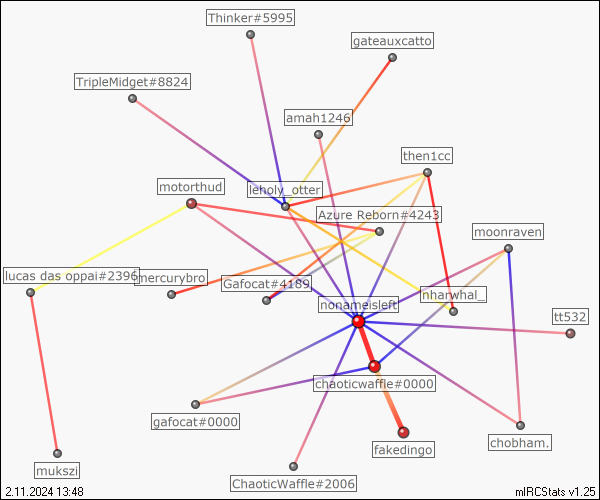 Thinker#5995
gateauxcatto
TripleMidget#8824
amah1246
then1cc
motorthud
leholy_otter
Azure Reborn#4243
moonraven
lucas das oppai#2396
mercurybro
Gafocat#4189
nharwhal_
nonameisleft
tt532
chaoticwaffle#0000
gafocat#0000
fakedingo
chobham.
mukszi
ChaoticWaffle#2006
2.11.2024 13:48
mIRCStats v1.25